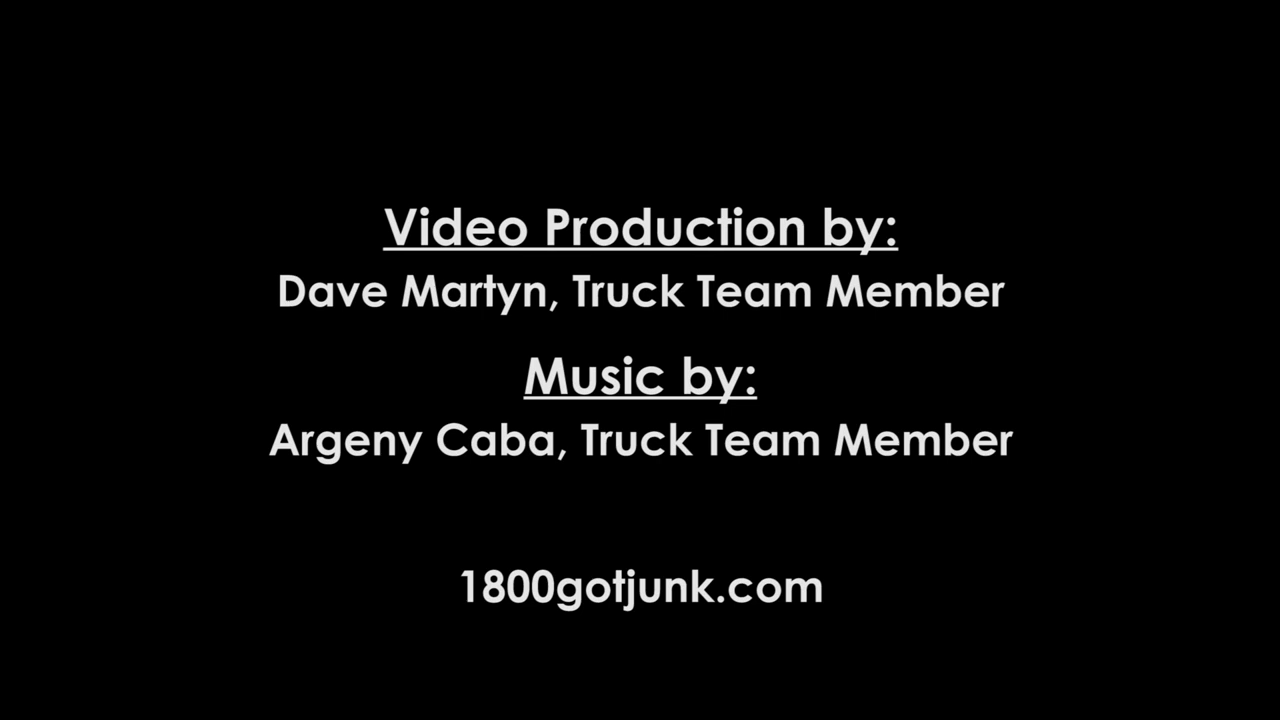 Video Production by:
Dave Martyn, Truck Team Member
Music by:
Argeny Caba, Truck Team Member
1800gotjunk.com